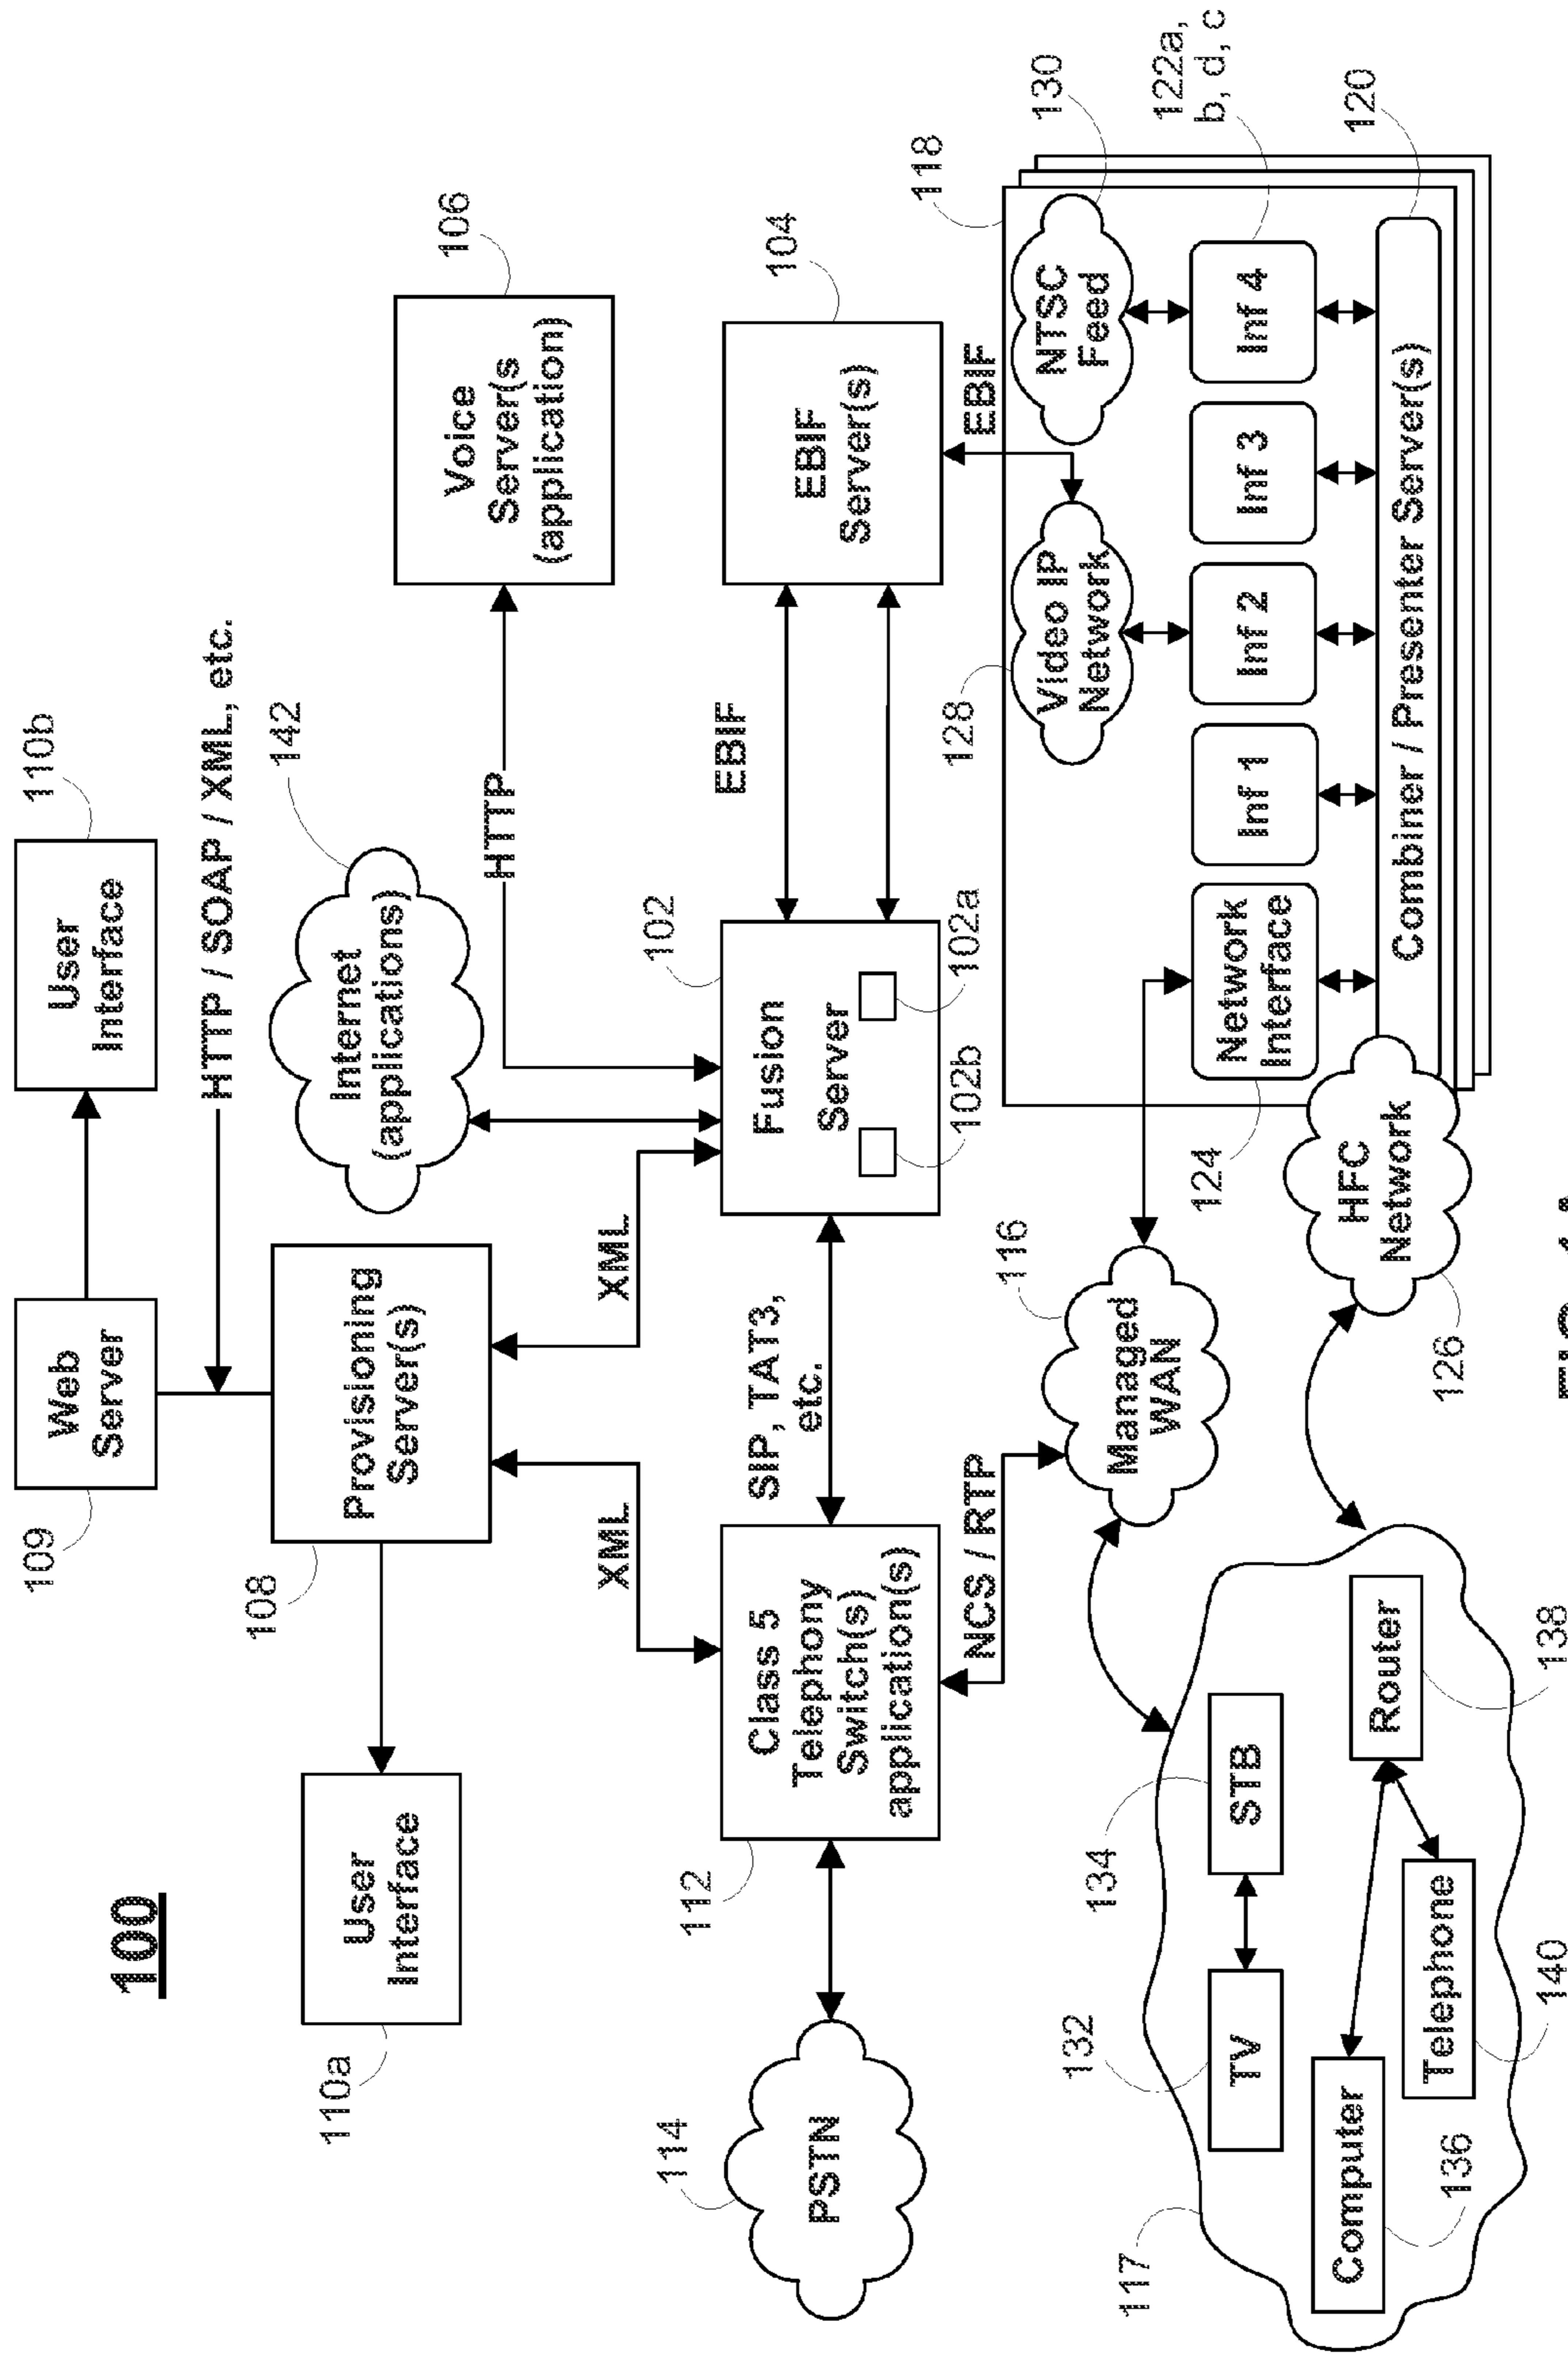 100
109
Web
Server
User
Interface
110b
HTTP / SOAP / XML, etc.
108
Provisioning
Server(s)
110a
User
Interface
142
Internet
(applications)
106
Voice
Server(s
(application)
HTTP
XML
XML
114
PSTN
112
Class 5
Telephony
Switch(s)
application(s)
SIP, TAT3,
etc.
102
Fusion
Server
102b
102a
EBIF
104
EBIF
Server(s)
EBIF
NCS / RTP
116
Managed
WAN
118
128
Video IP
Network
NTSC
Feed
130
124
Network
Interface
Inf 1
Inf 2
Inf 3
Inf 4
122a,
b, d, c
Combiner / Presenter Server(s)
120
HFC
Network
126
117
132
TV
134
STB
Computer
136
Router
138
Telephone
140